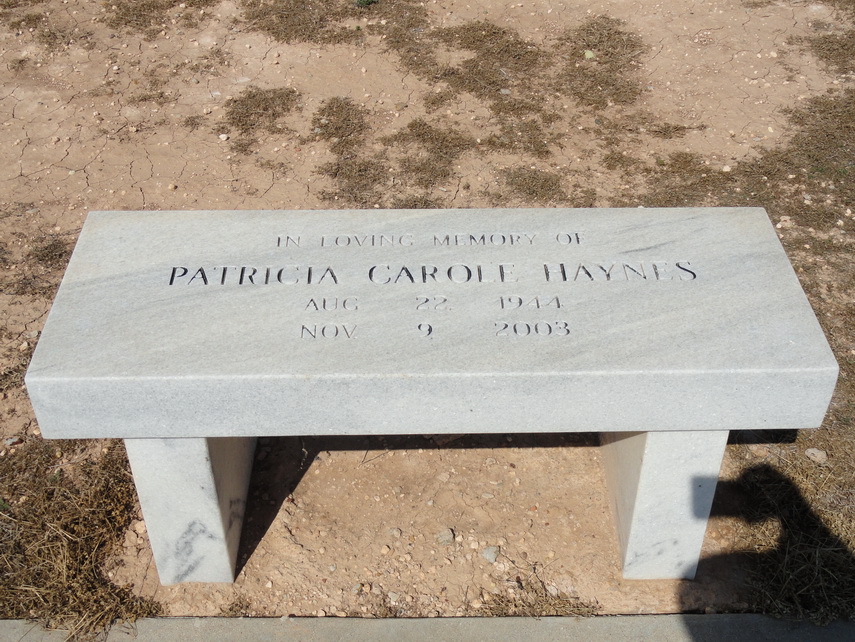 IN LOVING MEMORY OF
PATRICIA CAROLE HAYNES
AUG 22 1944
NOV 9 2003